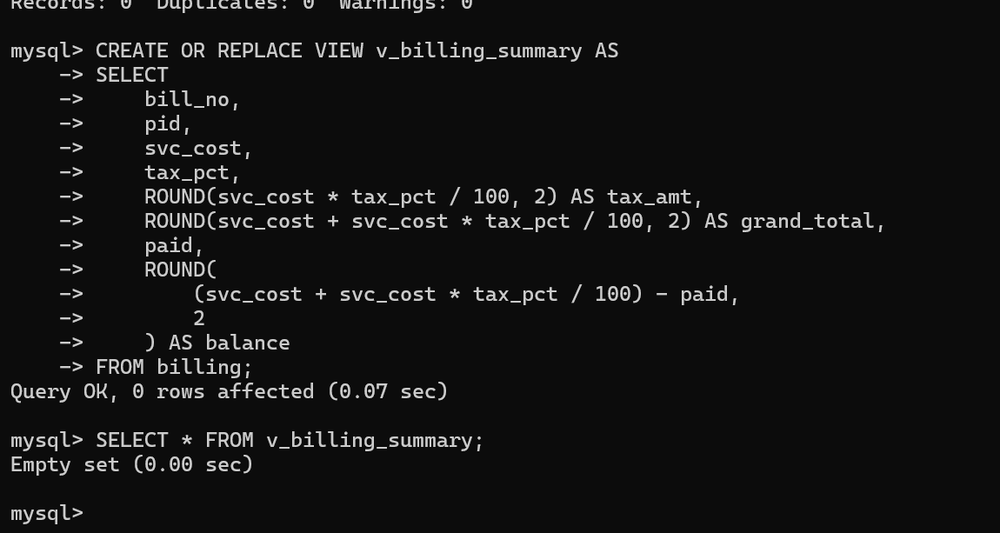 Records: 0  Duplicates: 0  Warnings: 0
mysql> CREATE OR REPLACE VIEW v_billing_summary AS
    -> SELECT
    ->     bill_no,
    ->     pid,
    ->     svc_cost,
    ->     tax_pct,
    ->     ROUND(svc_cost * tax_pct / 100, 2) AS tax_amt,
    ->     ROUND(svc_cost + svc_cost * tax_pct / 100, 2) AS grand_total,
    ->     paid,
    ->     ROUND(
    ->         (svc_cost + svc_cost * tax_pct / 100) - paid,
    ->         2
    ->     ) AS balance
    -> FROM billing;
Query OK, 0 rows affected (0.07 sec)
mysql> SELECT * FROM v_billing_summary;
Empty set (0.00 sec)
mysql>